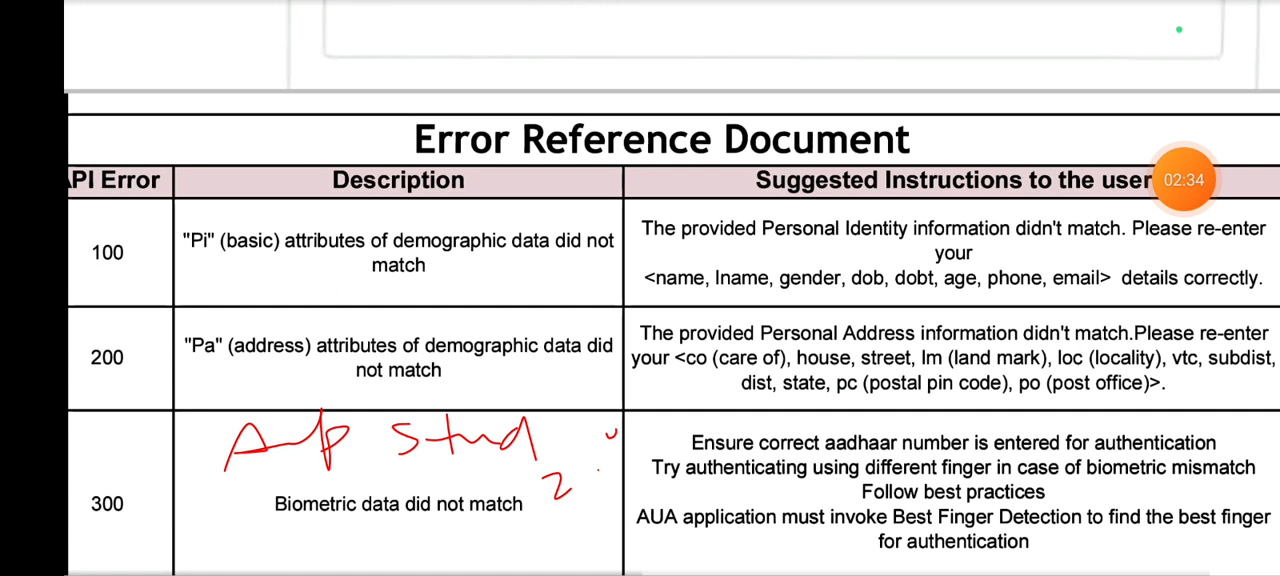 Error Reference Document
API Error
Description
Suggested Instructions to the user
02:34
100
"Pi" (basic) attributes of demographic data did not
match
The provided Personal Identity information didn't match. Please re-enter
your
<name, lname, gender, dob, dobt, age, phone, email> details correctly.
200
"Pa" (address) attributes of demographic data did
not match
The provided Personal Address information didn't match.Please re-enter
your <co (care of), house, street, lm (land mark), loc (locality), vtc, subdist,
dist, state, pc (postal pin code), po (post office)>.
300
2
Biometric data did not match
Ensure correct aadhaar number is entered for authentication
Try authenticating using different finger in case of biometric mismatch
Follow best practices
AUA application must invoke Best Finger Detection to find the best finger
for authentication